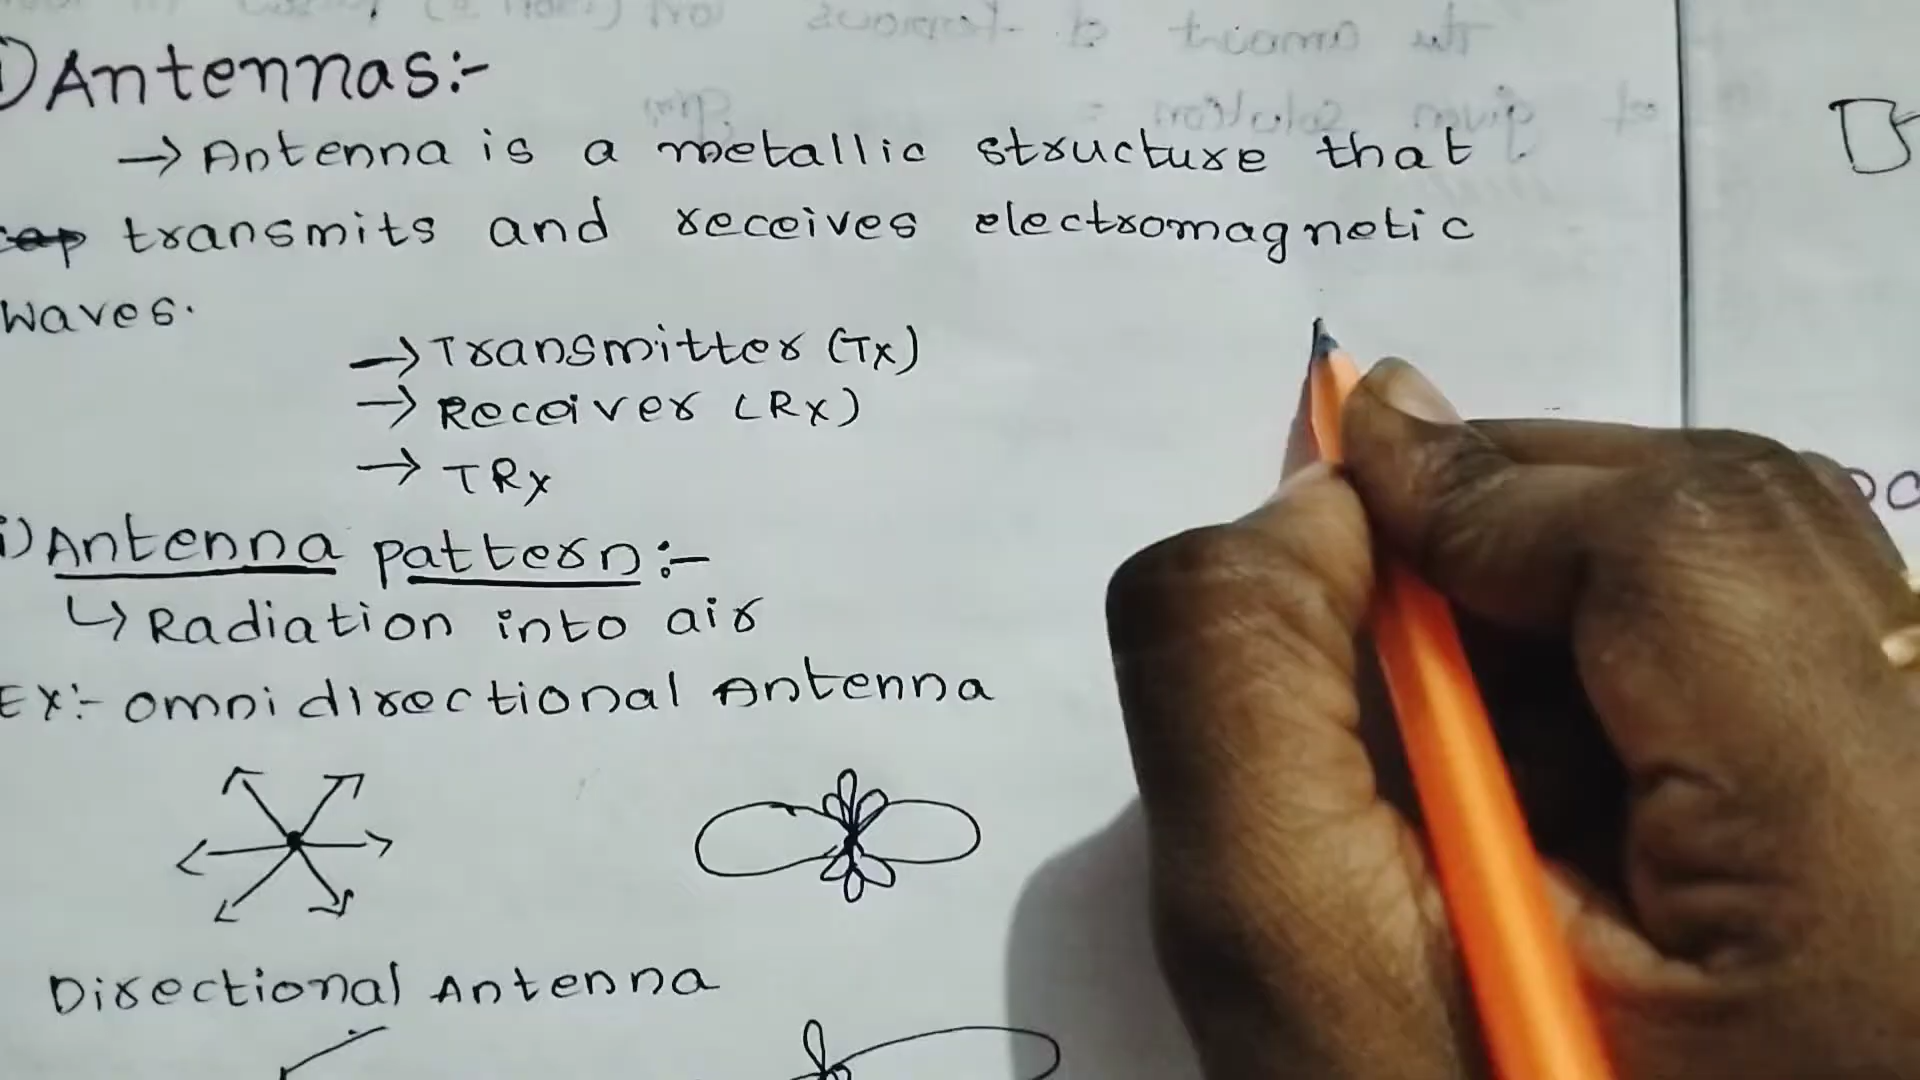 Antennas:-
→ Antenna is a metallic structure that
transmits and receives electromagnetic
waves.
→ Transmitter (Tx)
→ Receiver (Rx)
→ TRx
i) Antenna pattern:-
↳ Radiation into air
Ex:- omnidirectional Antenna
Directional Antenna